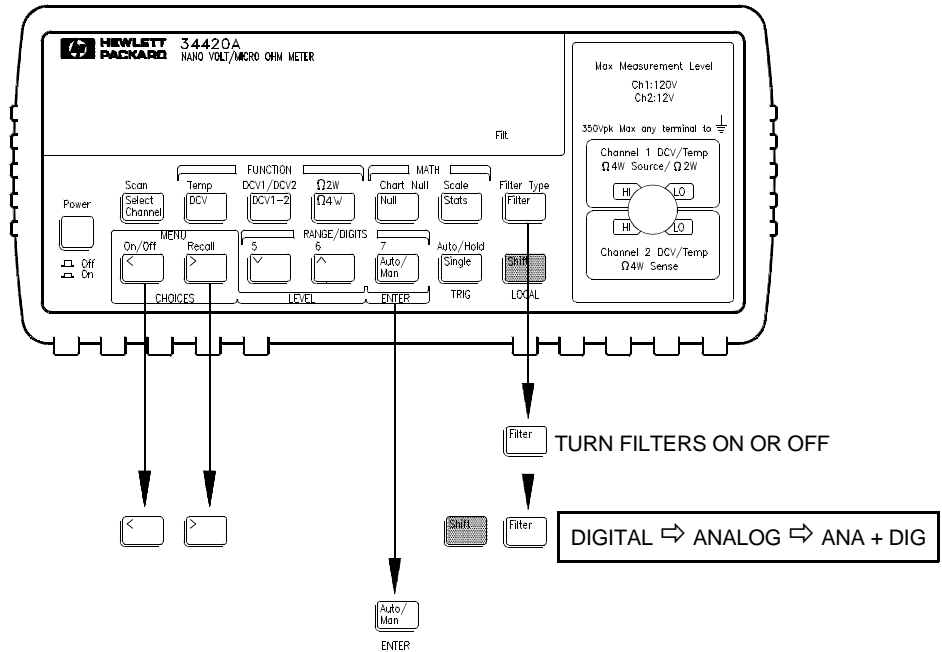 hp HEWLETT PACKARD
34420A
NANO VOLT/MICRO OHM METER
Filt
Max Measurement Level
Ch1:120V
Ch2:12V
350Vpk Max any terminal to
Channel 1 DCV/Temp
Ω4W Source/ Ω2W
HI LO
HI LO
Channel 2 DCV/Temp
Ω4W Sense
FUNCTION MATH
Scan Temp DCV1/DCV2 Ω2W Chart Null Scale Filter Type
Power
Select Channel DCV DCV1-2 Ω4W Null Stats Filter
MENU RANGE/DIGITS
On/Off Recall 5 6 7 Auto/Hold
< > ∨ ∧ Auto/Man Single Shift
Off
On
CHOICES LEVEL ENTER TRIG LOCAL
Filter TURN FILTERS ON OR OFF
< > Shift Filter DIGITAL ⇨ ANALOG ⇨ ANA + DIG
Auto/Man
ENTER